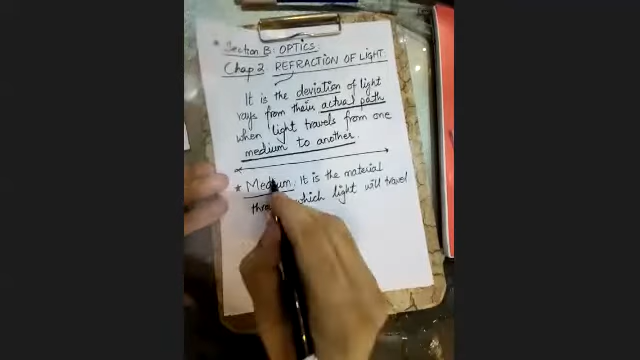 * Section B: OPTICS
Chap 2 REFRACTION OF LIGHT
It is the deviation of light
rays from their actual path
when light travels from one
medium to another.
* Medium: It is the material
which light will travel